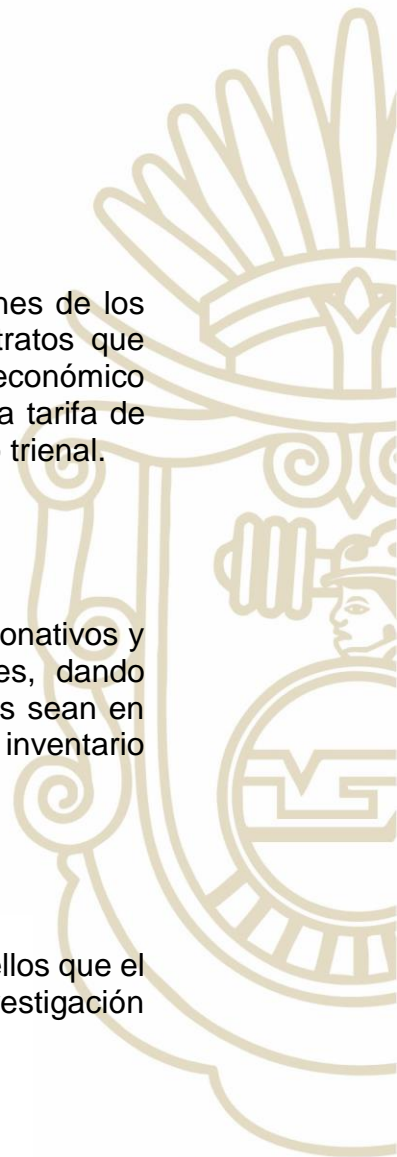 nes de los
tratos que
económico
a tarifa de
trienal.
onativos y
es, dando
s sean en
inventario
ellos que el
estigación